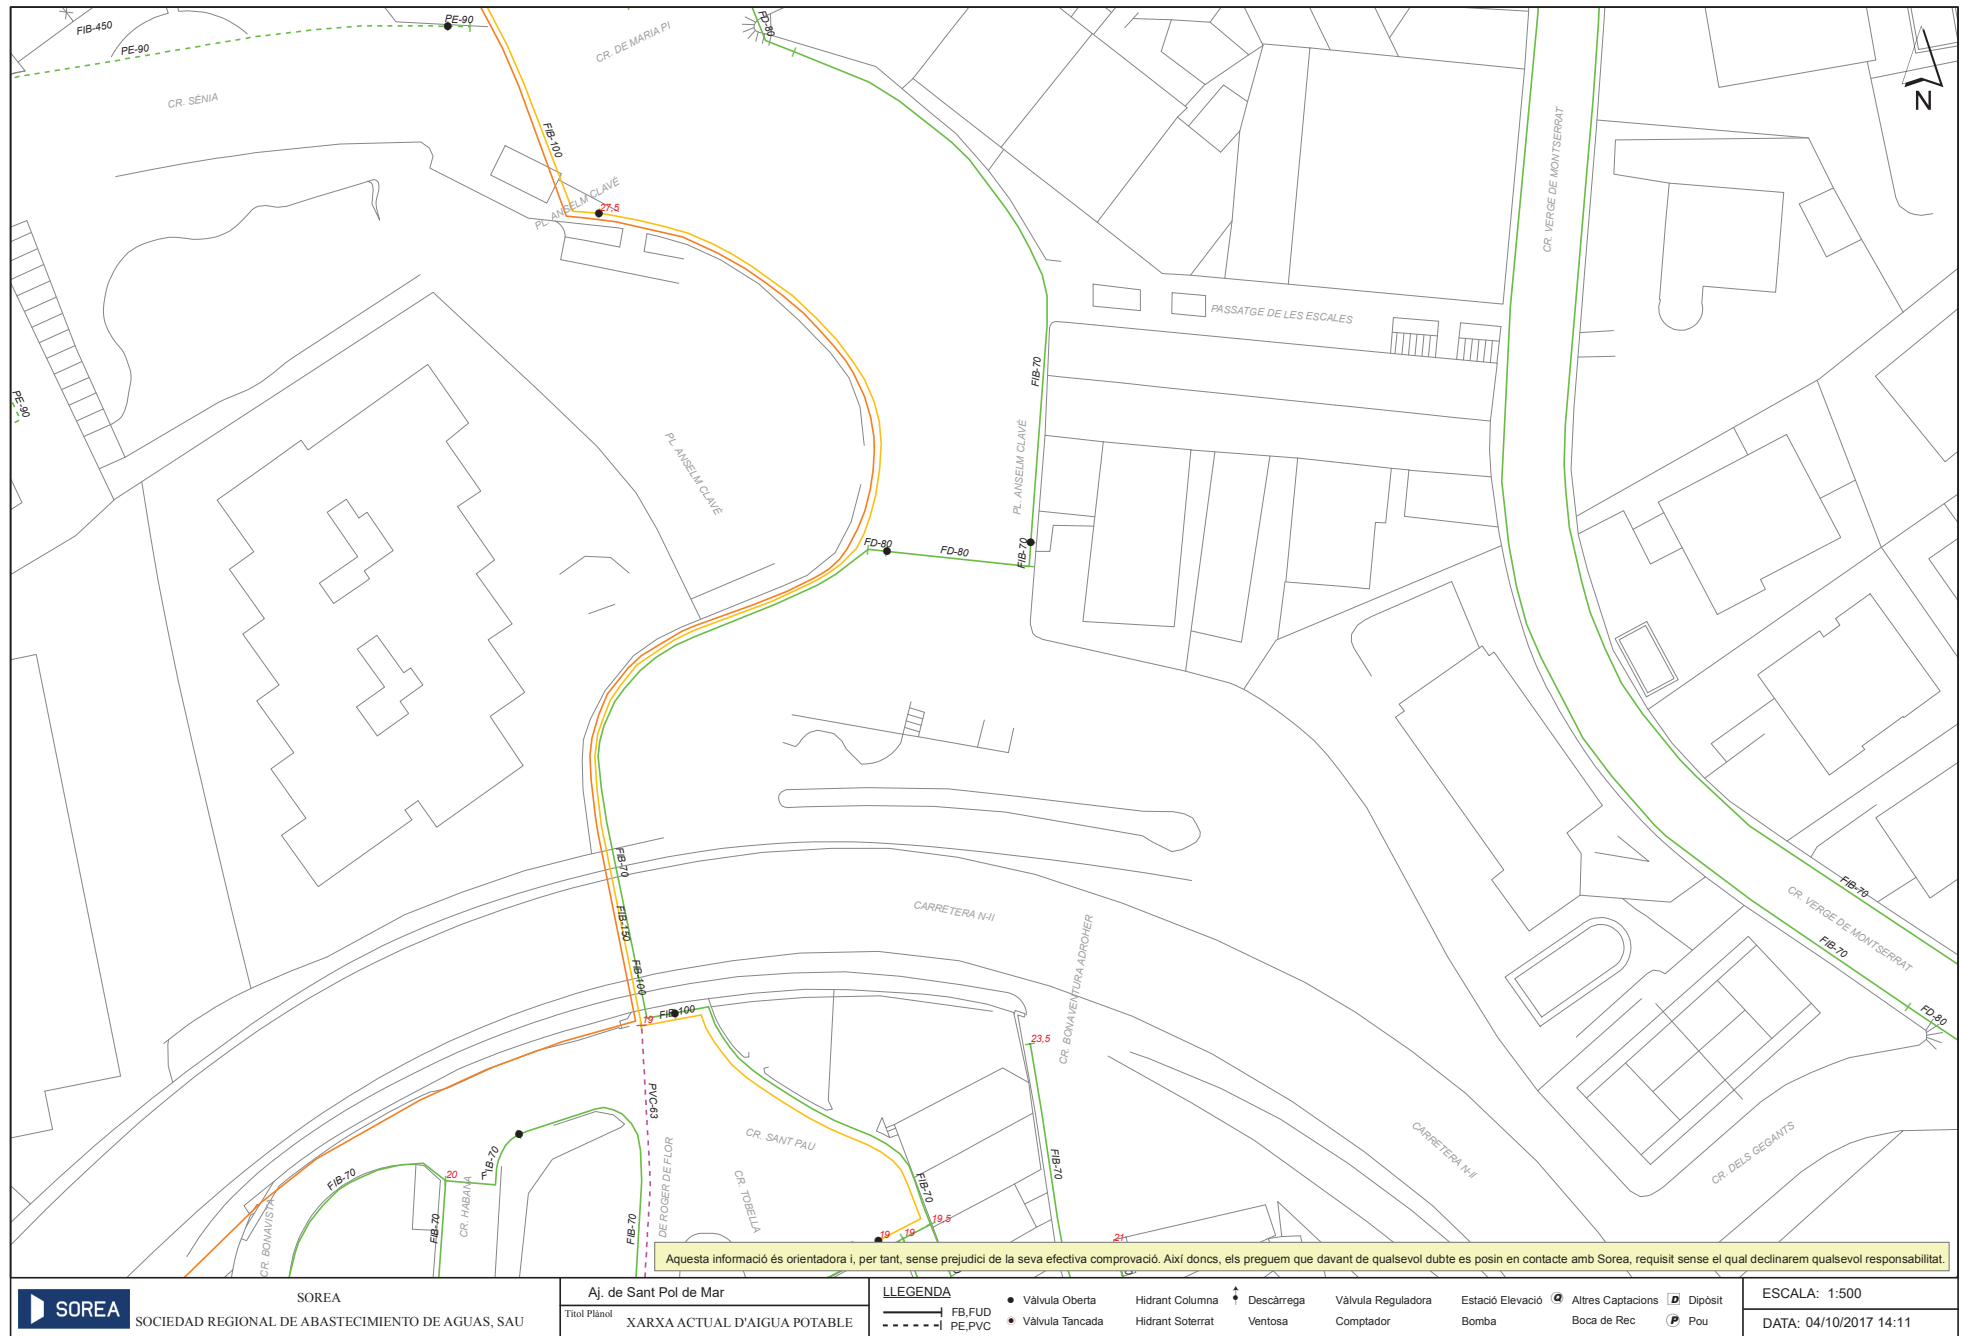 FIB-450
PE-90
PE-90
FD-80
CR. DE MARIA PI
CR. SÈNIA
N
FIB-100
CR. VERGE DE MONTSERRAT
PL. ANSELM CLAVÉ
27,5
PASSATGE DE LES ESCALES
PE-90
FIB-70
PL. ANSELM CLAVÉ
PL. ANSELM CLAVÉ
FD-80
FD-80
FIB-70
FIB-70
FIB-150
CARRETERA N-II
FIB-70
CR. VERGE DE MONTSERRAT
FIB-70
FIB-100
FIB-100
19
CR. BONAVENTURA ADROHER
23,5
FD-80
PVC-63
CR. SANT PAU
CARRETERA N-II
CR. DELS GEGANTS
FIB-70
FIB-70
20
CR. HABANA
FIB-70
CR. BONAVISTA
FIB-70
DE ROGER DE FLOR
CR. TOBELLA
FIB-70
FIB-70
19,5
19
19
21
Aquesta informació és orientadora i, per tant, sense prejudici de la seva efectiva comprovació. Així doncs, els preguem que davant de qualsevol dubte es posin en contacte amb Sorea, requisit sense el qual declinarem qualsevol responsabilitat.
SOREA
SOREA
SOCIEDAD REGIONAL DE ABASTECIMIENTO DE AGUAS, SAU
Aj. de Sant Pol de Mar
Títol Plànol
XARXA ACTUAL D'AIGUA POTABLE
LLEGENDA
FB,FUD
PE,PVC
Vàlvula Oberta
Hidrant Columna
Descàrrega
Vàlvula Reguladora
Estació Elevació
Altres Captacions
D Dipòsit
Vàlvula Tancada
Hidrant Soterrat
Ventosa
Comptador
Bomba
Boca de Rec
P Pou
ESCALA: 1:500
DATA: 04/10/2017 14:11